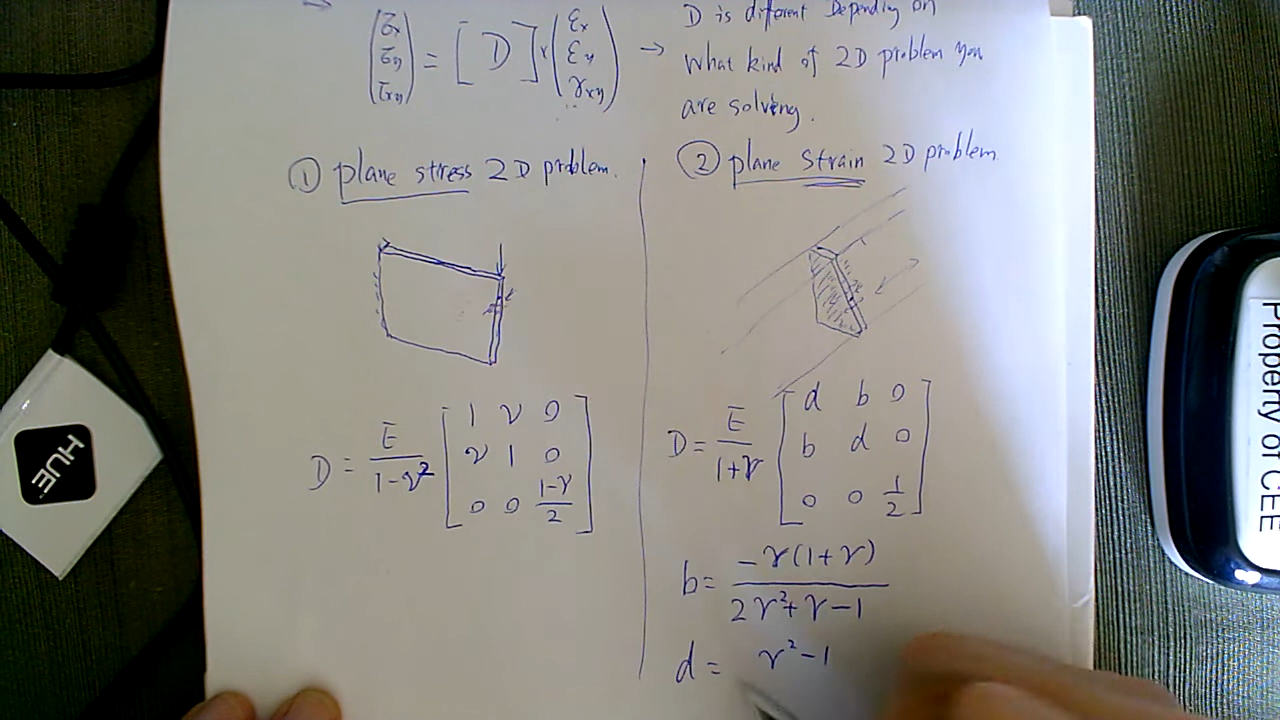 D is different Depending on
(σx σy τxy) = [D] × (εx εy γxy) → what kind of 2D problem you
are solving.
① plane stress 2D problem.
② plane strain 2D problem
D = E/(1-ν²) [1 ν 0; ν 1 0; 0 0 (1-ν)/2]
D = E/(1+ν) [d b 0; b d 0; 0 0 1/2]
b = -ν(1+ν)/(2ν²+ν-1)
d = ν²-1
HUE
Property of CEE